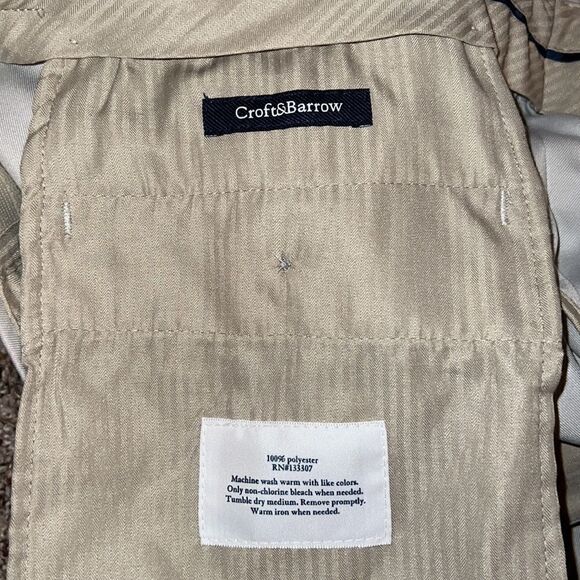 Croft&Barrow
100% polyester
RN#133307
Machine wash warm with like colors.
Only non-chlorine bleach when needed.
Tumble dry medium. Remove promptly.
Warm iron when needed.